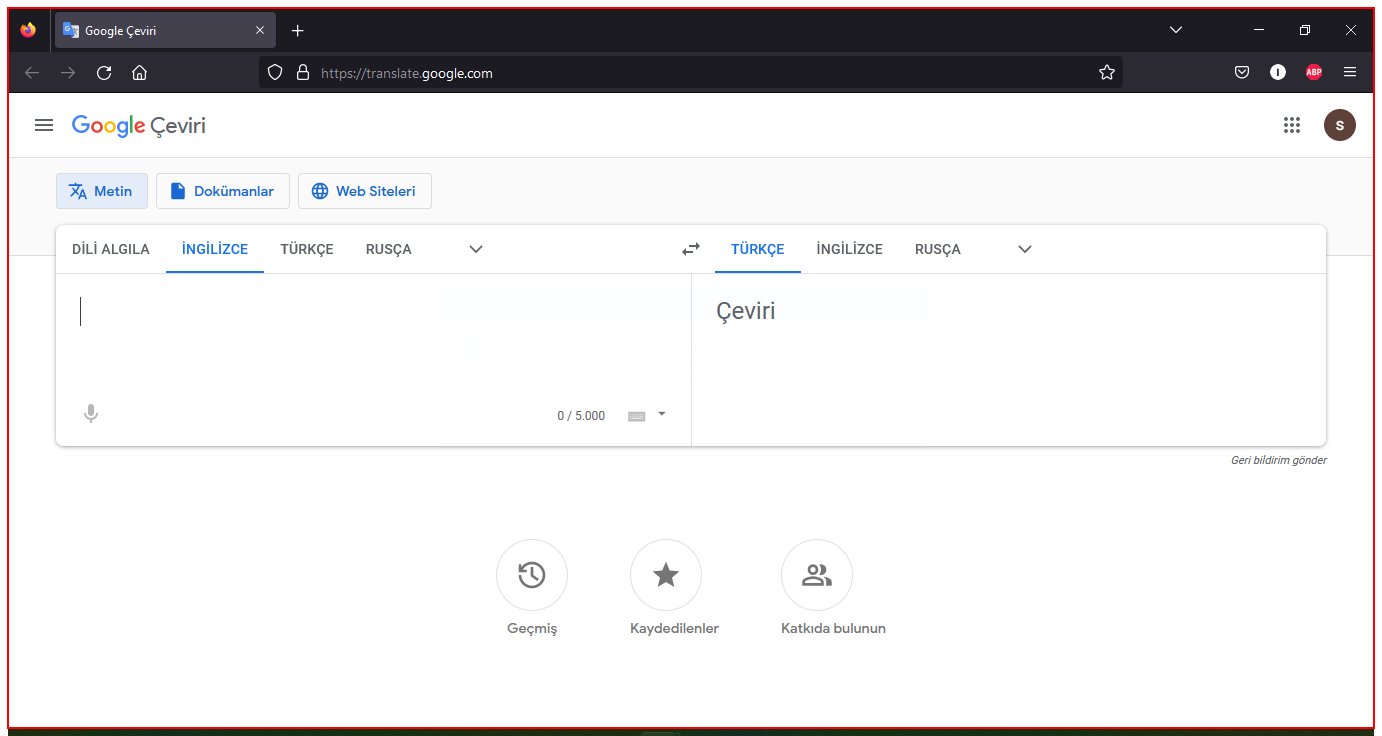 Google Çeviri
https://translate.google.com
ABP
Google Çeviri
S
Metin
Dokümanlar
Web Siteleri
DİLİ ALGILA İNGİLİZCE TÜRKÇE RUSÇA
TÜRKÇE İNGİLİZCE RUSÇA
Çeviri
0 / 5.000
Geri bildirim gönder
Geçmiş
Kaydedilenler
Katkıda bulunun